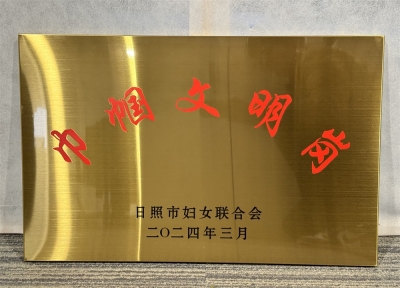 巾帼文明岗
日照市妇女联合会
二〇二四年三月